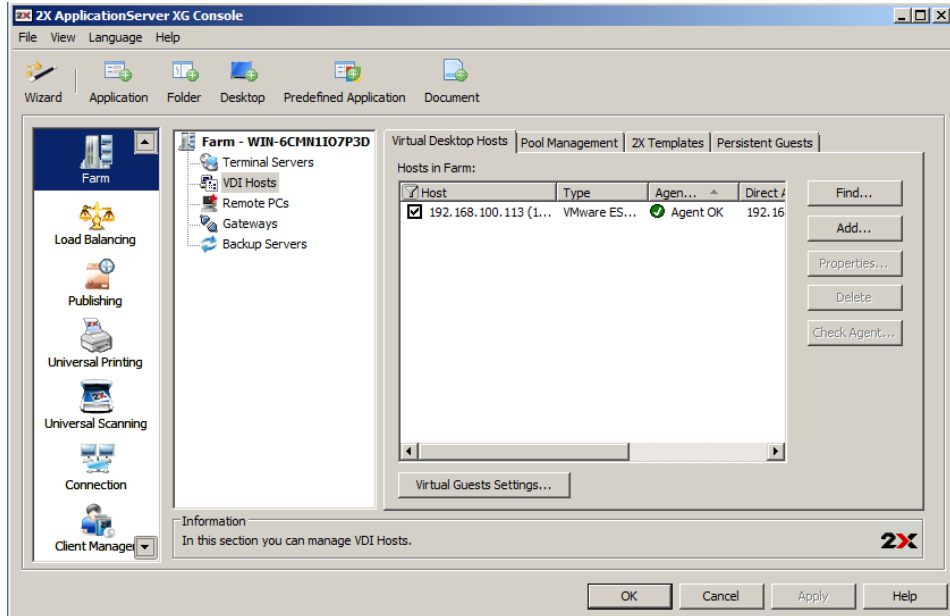 2X 2X ApplicationServer XG Console
File View Language Help
Wizard Application Folder Desktop Predefined Application Document
Farm
Load Balancing
Publishing
Universal Printing
Universal Scanning
Connection
Client Manager
Farm - WIN-6CMN1IO7P3D
Terminal Servers
VDI Hosts
Remote PCs
Gateways
Backup Servers
Virtual Desktop Hosts Pool Management 2X Templates Persistent Guests
Hosts in Farm:
Host Type Agen... Direct A
192.168.100.113 (1... VMware ES... Agent OK 192.16
Find...
Add...
Properties...
Delete
Check Agent...
Virtual Guests Settings...
Information
In this section you can manage VDI Hosts.
2X
OK Cancel Apply Help